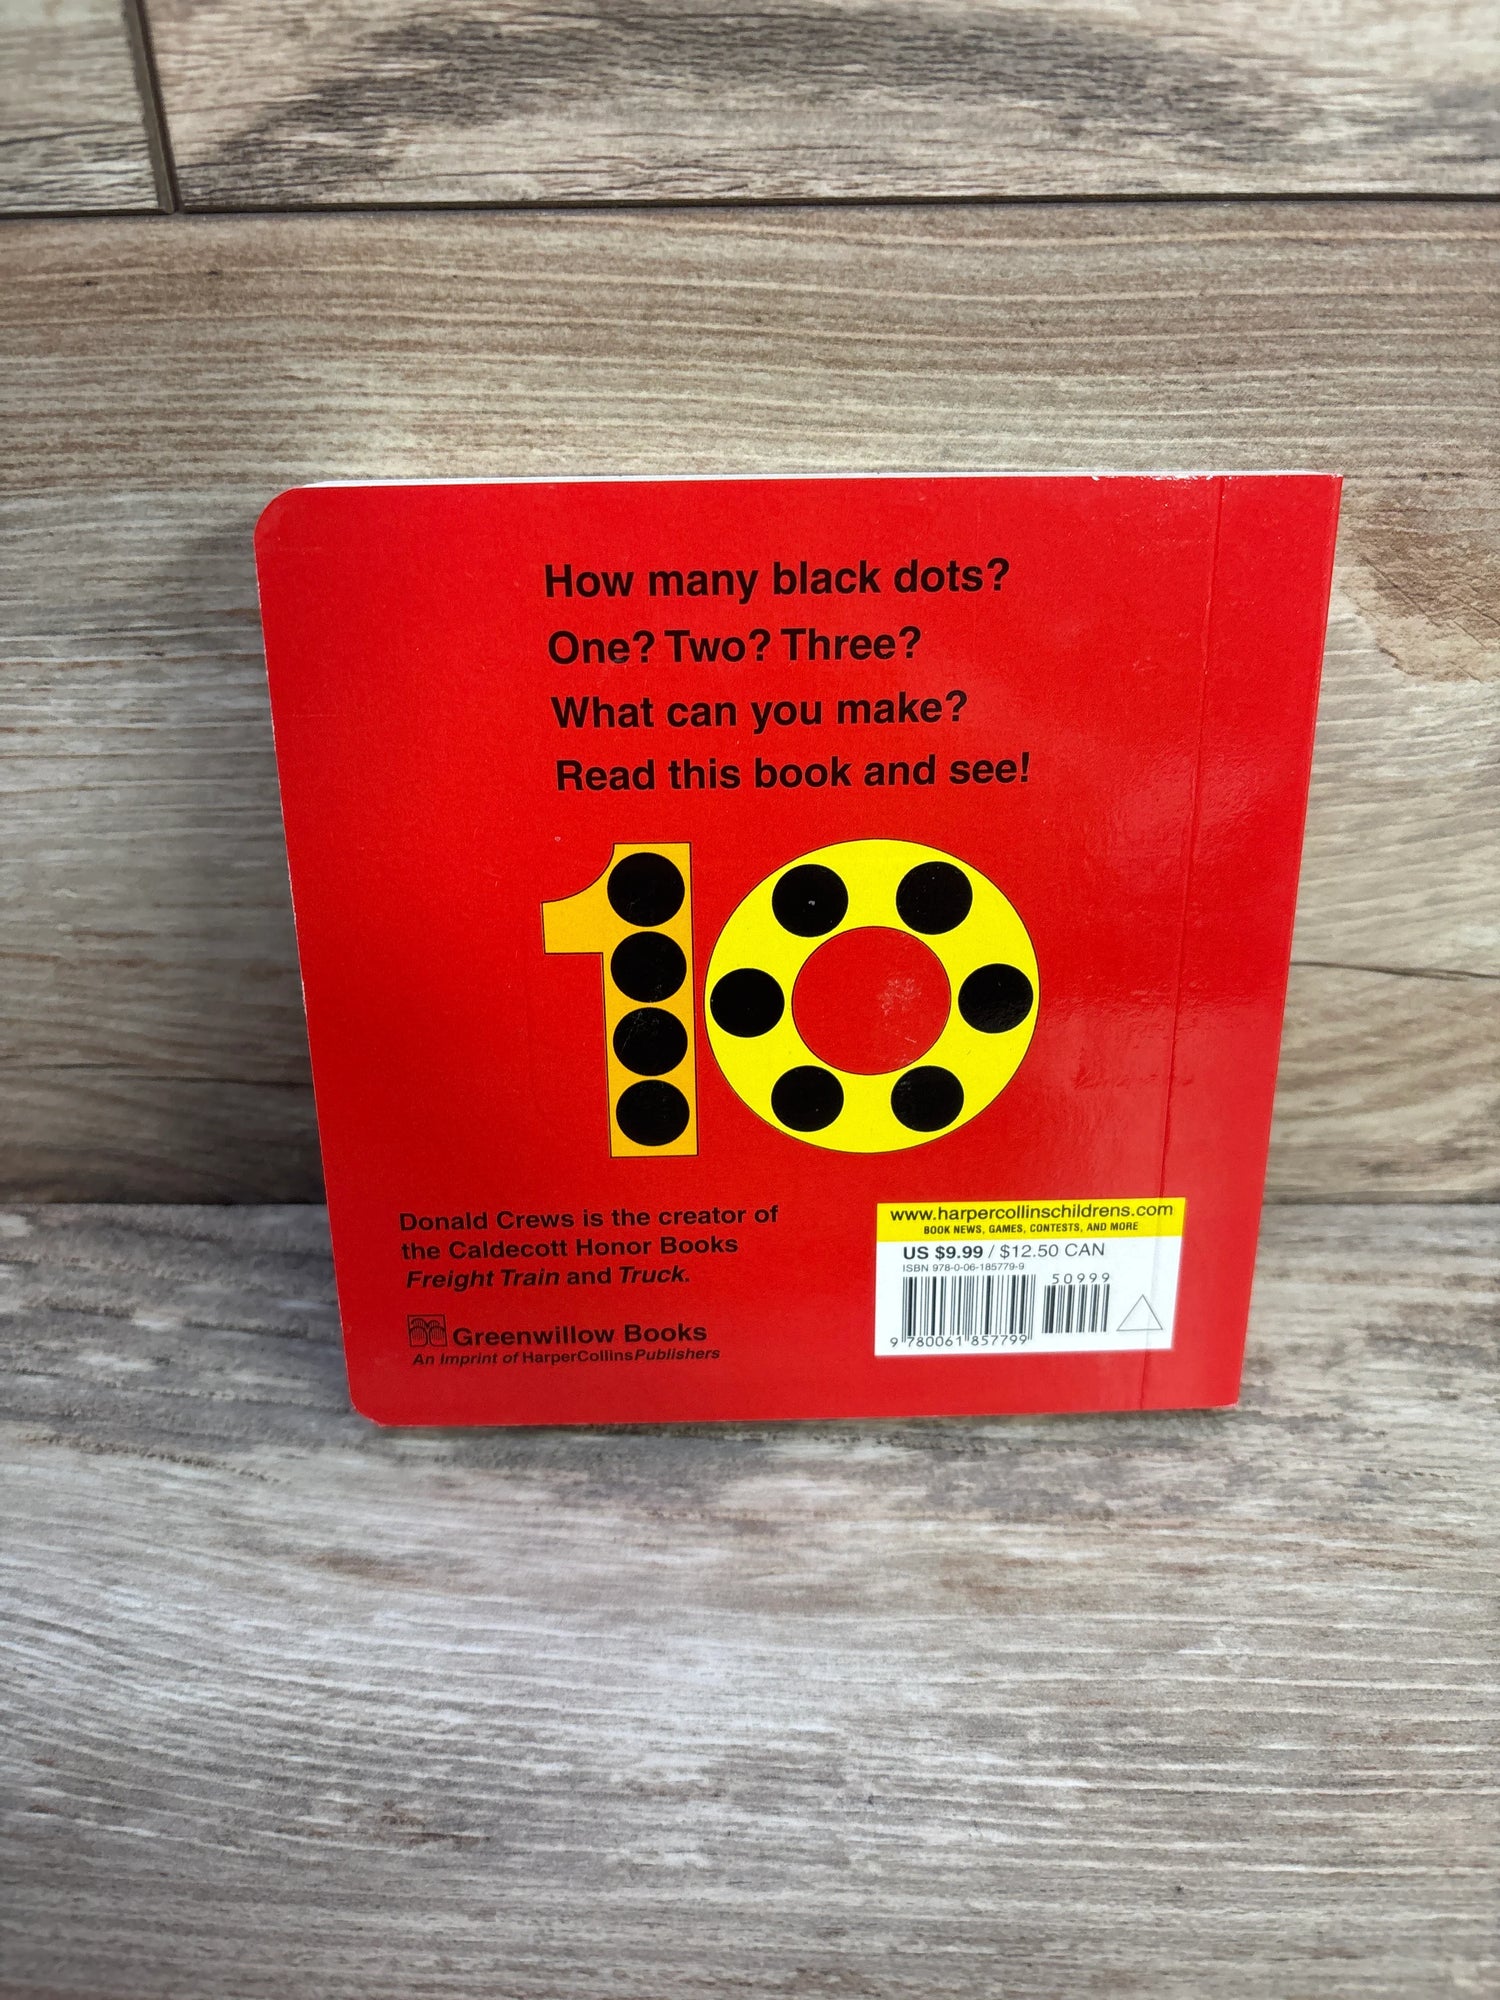 How many black dots?
One? Two? Three?
What can you make?
Read this book and see!
10
Donald Crews is the creator of
the Caldecott Honor Books
Freight Train and Truck.
Greenwillow Books
An Imprint of HarperCollinsPublishers
www.harpercollinschildrens.com
BOOK NEWS, GAMES, CONTESTS, AND MORE
US $9.99 / $12.50 CAN
ISBN 978-0-06-185779-9
50999
9 780061 857799